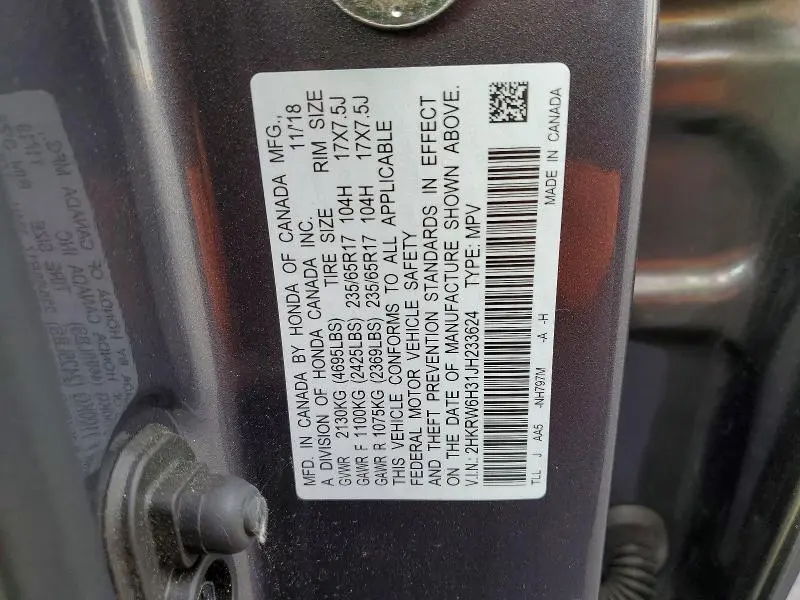 MFD. IN CANADA BY HONDA OF CANADA MFG.,
A DIVISION OF HONDA CANADA INC. 11/18
TIRE SIZE RIM SIZE
GVWR 2130KG (4695LBS)
GAWR F 1100KG (2425LBS) 235/65R17 104H 17X7.5J
GAWR R 1075KG (2369LBS) 235/65R17 104H 17X7.5J
THIS VEHICLE CONFORMS TO ALL APPLICABLE
FEDERAL MOTOR VEHICLE SAFETY
AND THEFT PREVENTION STANDARDS IN EFFECT
ON THE DATE OF MANUFACTURE SHOWN ABOVE.
V.I.N.: 2HKRW6H31JH233624 TYPE: MPV
TLL J AA5 -NH797M -A -H
MADE IN CANADA